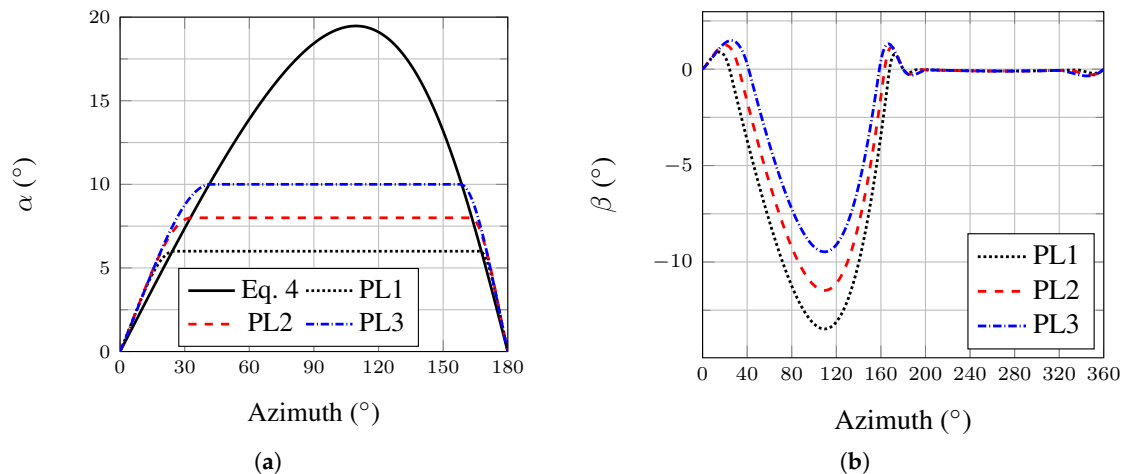 20
15
10
5
0
α (°)
0 30 60 90 120 150 180
Azimuth (°)
Eq. 4 PL1
PL2 PL3
(a)
0
−5
−10
β (°)
0 40 80 120 160 200 240 280 320 360
Azimuth (°)
PL1
PL2
PL3
(b)